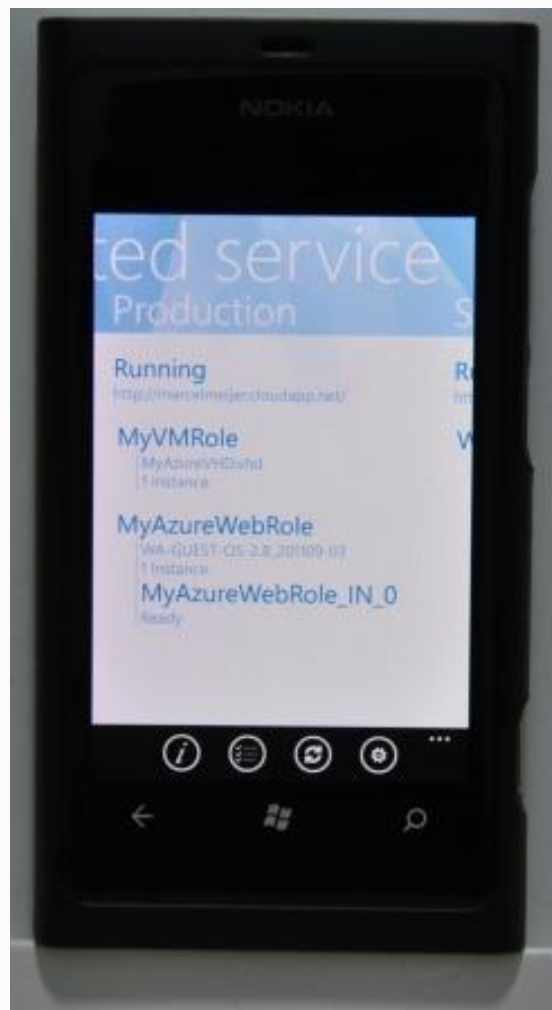 NOKIA
ted service
Production
S
Running
http://marcelmeijer.cloudapp.net/
MyVMRole
MyAzureVHD.vhd
1 Instance
MyAzureWebRole
WA-GUEST-OS-2.8_201109-03
1 Instance
MyAzureWebRole_IN_0
Ready
R
htt
W